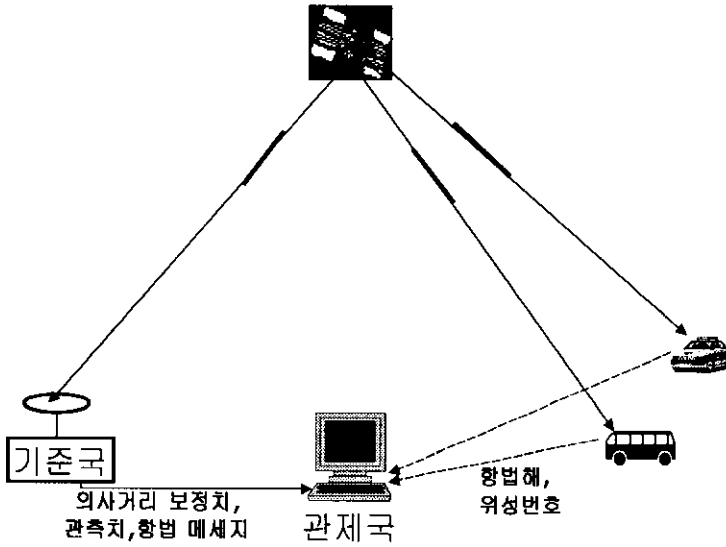 기준국
의사거리 보정치,
관측치,항법 메세지
관제국
항법해,
위성번호